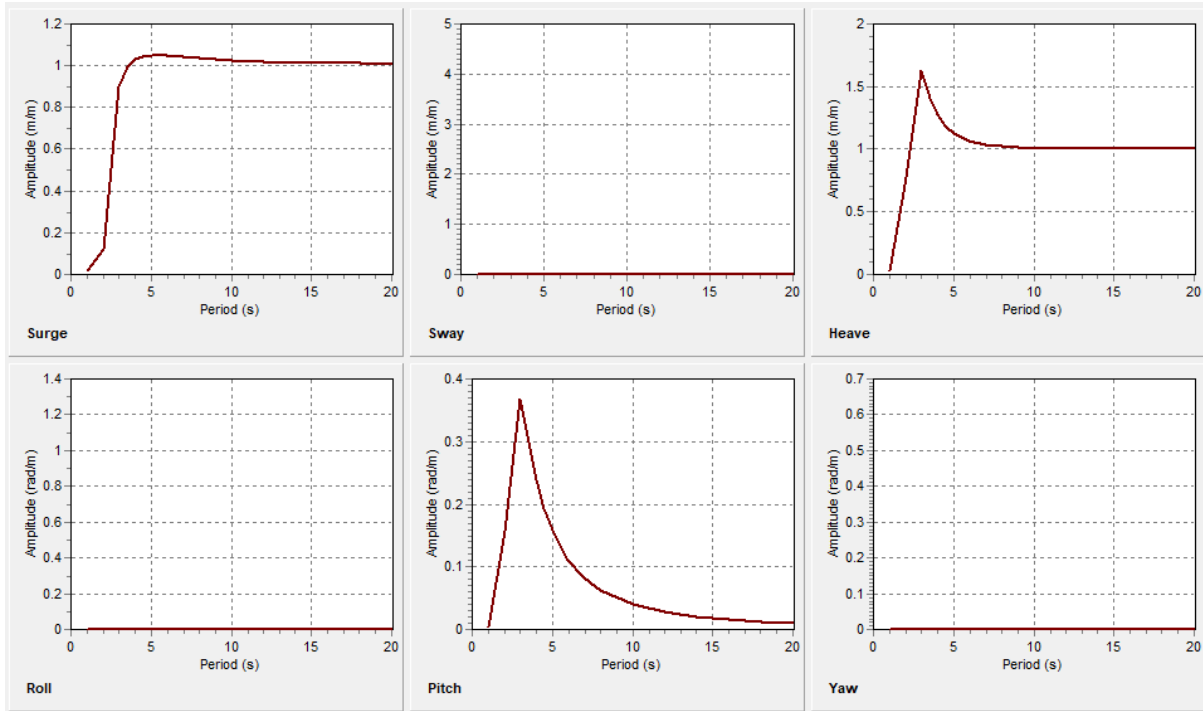 Amplitude (m/m)
1.2
1
0.8
0.6
0.4
0.2
0
0 5 10 15 20
Period (s)
Surge
Amplitude (m/m)
5
4
3
2
1
0
0 5 10 15 20
Period (s)
Sway
Amplitude (m/m)
2
1.5
1
0.5
0
0 5 10 15 20
Period (s)
Heave
Amplitude (rad/m)
1.4
1.2
1
0.8
0.6
0.4
0.2
0
0 5 10 15 20
Period (s)
Roll
Amplitude (rad/m)
0.4
0.3
0.2
0.1
0
0 5 10 15 20
Period (s)
Pitch
Amplitude (rad/m)
0.7
0.6
0.5
0.4
0.3
0.2
0.1
0
0 5 10 15 20
Period (s)
Yaw